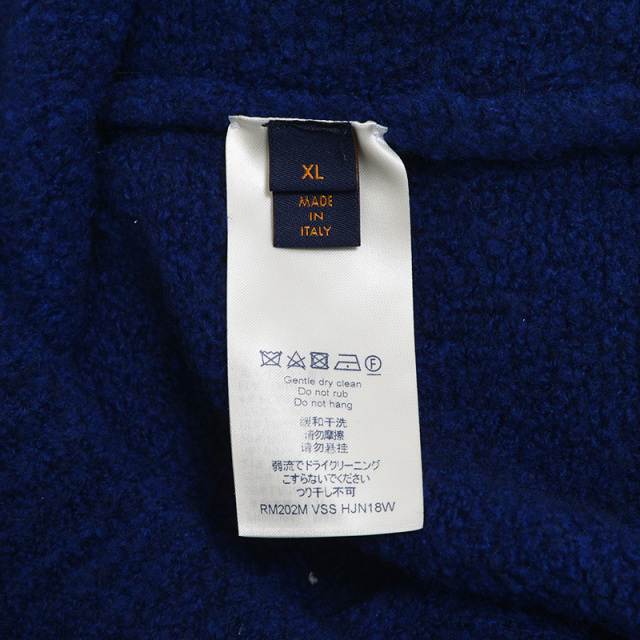 XL
MADE
IN
ITALY
F
Gentle dry clean
Do not rub
Do not hang
缓和干洗
请勿摩擦
请勿悬挂
弱流でドライクリーニング
こすらないでください
つり干し不可
RM202M VSS HJN18W